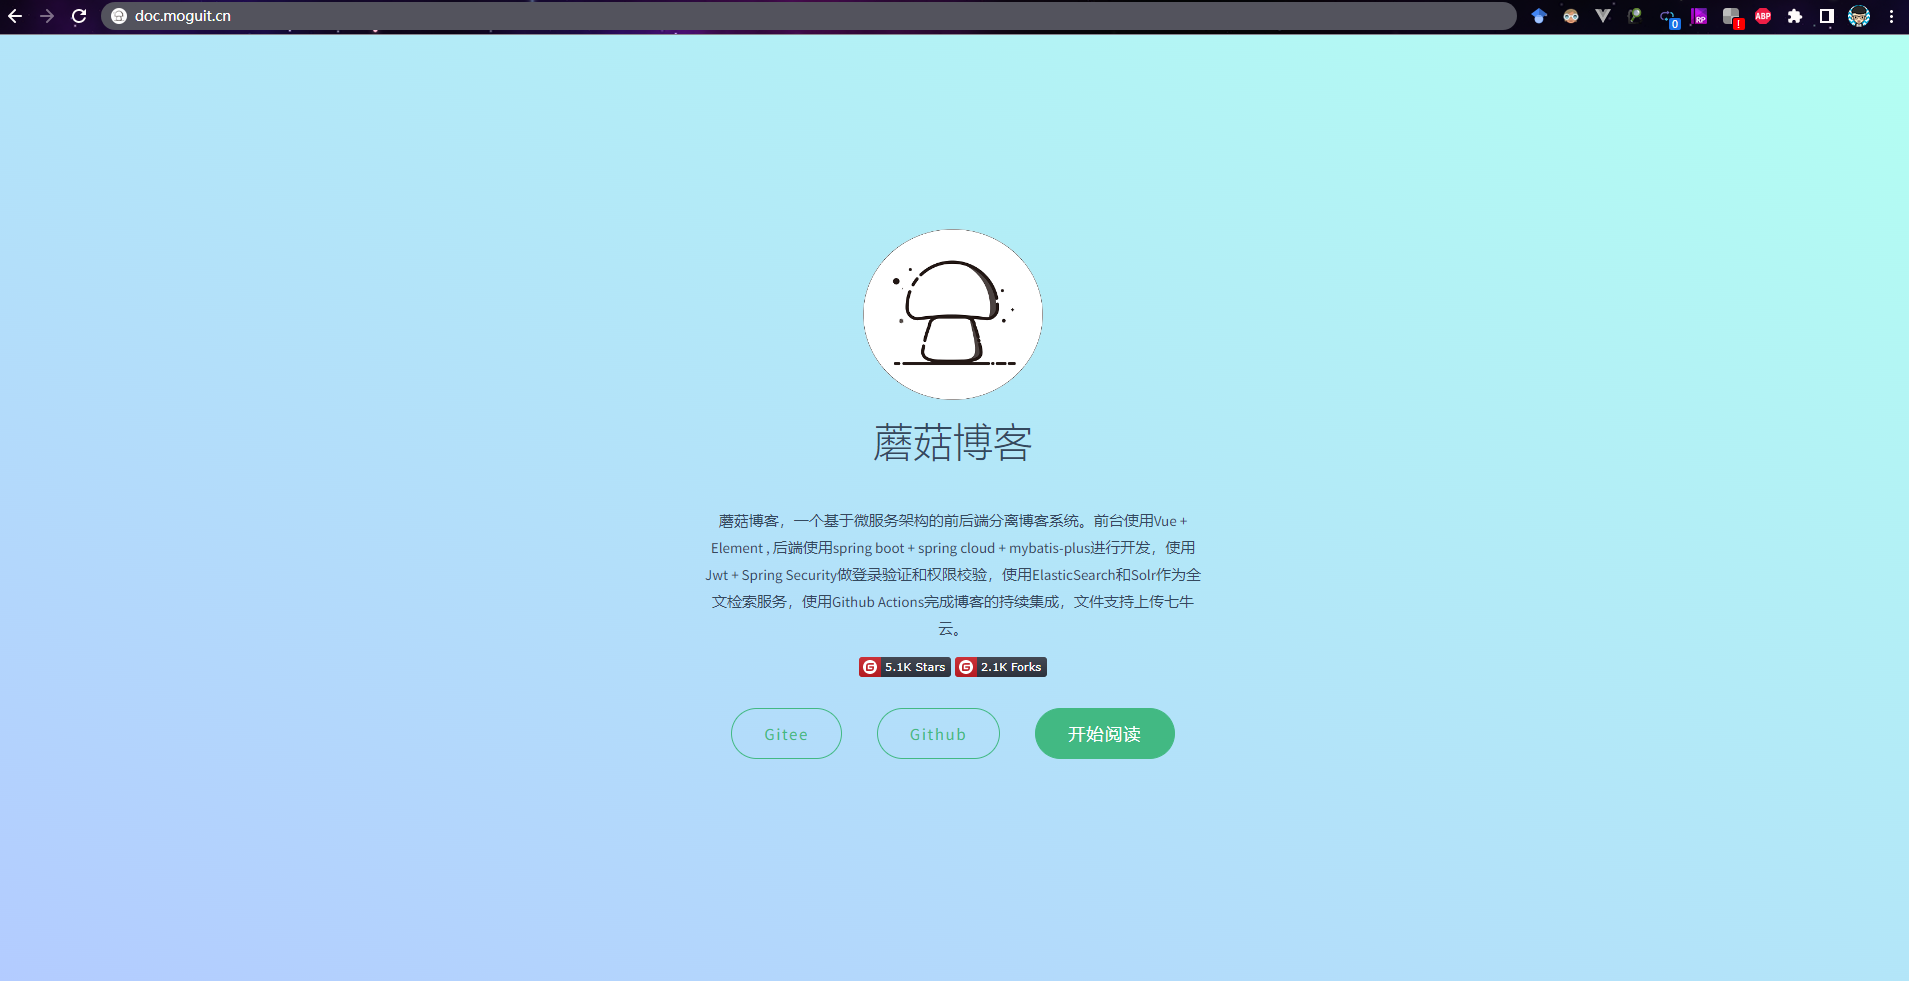 doc.moguit.cn
0
RP
!
ABP
蘑菇博客
蘑菇博客，一个基于微服务架构的前后端分离博客系统。前台使用Vue +
Element , 后端使用spring boot + spring cloud + mybatis-plus进行开发，使用
Jwt + Spring Security做登录验证和权限校验，使用ElasticSearch和Solr作为全
文检索服务，使用Github Actions完成博客的持续集成，文件支持上传七牛
云。
G 5.1K Stars G 2.1K Forks
Gitee Github 开始阅读